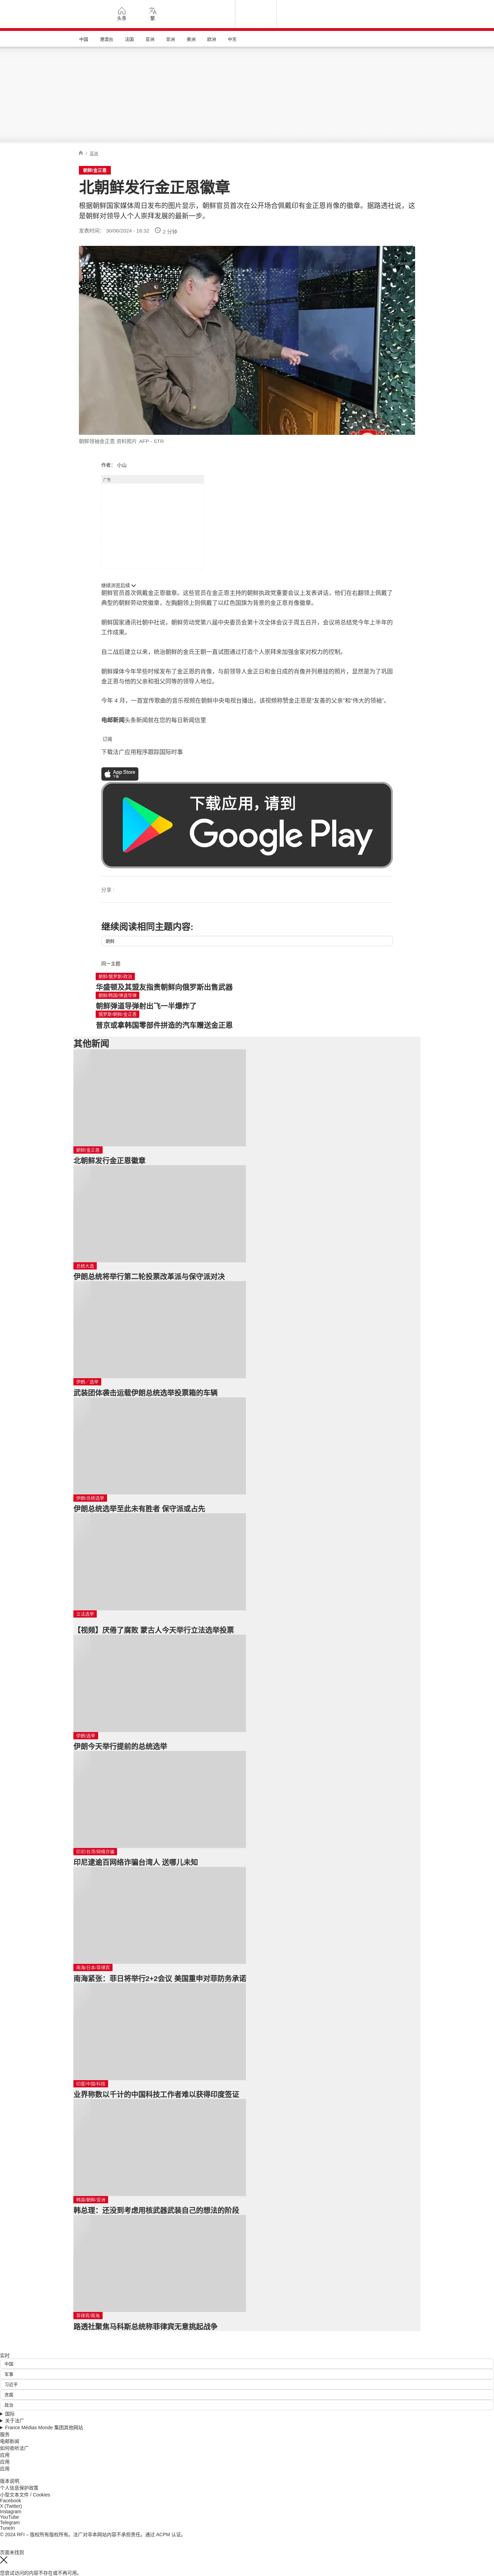 头条
繁
中国
港澳台
法国
亚洲
非洲
美洲
欧洲
中东
/ 亚洲
朝鲜/金正恩
北朝鲜发行金正恩徽章
根据朝鲜国家媒体周日发布的图片显示，朝鲜官员首次在公开场合佩戴印有金正恩肖像的徽章。据路透社说，这是朝鲜对领导人个人崇拜发展的最新一步。
发表时间： 30/06/2024 - 16:32
2 分钟
朝鲜领袖金正恩 资料图片 AFP - STR
作者： 小山
广告
继续浏览后续
朝鲜官员首次佩戴金正恩徽章。这些官员在金正恩主持的朝鲜执政党重要会议上发表讲话，他们在右翻领上佩戴了典型的朝鲜劳动党徽章，左胸翻领上则佩戴了以红色国旗为背景的金正恩肖像徽章。
朝鲜国家通讯社朝中社说，朝鲜劳动党第八届中央委员会第十次全体会议于周五召开，会议将总结党今年上半年的工作成果。
自二战后建立以来，统治朝鲜的金氏王朝一直试图通过打造个人崇拜来加强金家对权力的控制。
朝鲜媒体今年早些时候发布了金正恩的肖像，与前领导人金正日和金日成的肖像并列悬挂的照片，显然是为了巩固金正恩与他的父亲和祖父同等的领导人地位。
今年 4 月，一首宣传歌曲的音乐视频在朝鲜中央电视台播出，该视频称赞金正恩是“友善的父亲”和“伟大的领袖”。
电邮新闻头条新闻就在您的每日新闻信里
订阅
下载法广应用程序跟踪国际时事
App Store
下载
下载应用，请到
Google Play
分享 :
继续阅读相同主题内容:
朝鲜
同一主题
朝鲜/俄罗斯/政治
华盛顿及其盟友指责朝鲜向俄罗斯出售武器
朝鲜/韩国/弹道导弹
朝鲜弹道导弹射出飞一半爆炸了
俄罗斯/朝鲜/金正恩
普京或拿韩国零部件拼造的汽车赠送金正恩
其他新闻
朝鲜/金正恩
北朝鲜发行金正恩徽章
总统大选
伊朗总统将举行第二轮投票改革派与保守派对决
伊朗／选举
武装团体袭击运载伊朗总统选举投票箱的车辆
伊朗/总统选举
伊朗总统选举至此未有胜者 保守派或占先
立法选举
【视频】厌倦了腐败 蒙古人今天举行立法选举投票
伊朗/选举
伊朗今天举行提前的总统选举
印尼/台湾/网络诈骗
印尼逮逾百网络诈骗台湾人 送哪儿未知
南海/日本/菲律宾
南海紧张：菲日将举行2+2会议 美国重申对菲防务承诺
印度/中国/科技
业界称数以千计的中国科技工作者难以获得印度签证
韩国/朝鲜/亚洲
韩总理：还没到考虑用核武器武装自己的想法的阶段
菲律宾/南海
路透社聚焦马科斯总统称菲律宾无意挑起战争
实时
中国
军事
习近平
贪腐
政治
国际
关于法广
France Médias Monde 集团其他网站
服务
电邮新闻
如何收听法广
应用
应用
应用
版本说明
个人信息保护政策
小型文本文件 / Cookies
Facebook
X (Twitter)
Instagram
YouTube
Telegram
TuneIn
© 2024 RFI – 版权所有版权所有。法广对非本网站内容不承担责任。通过 ACPM 认证。
页面未找到
您尝试访问的内容不存在或不再可用。